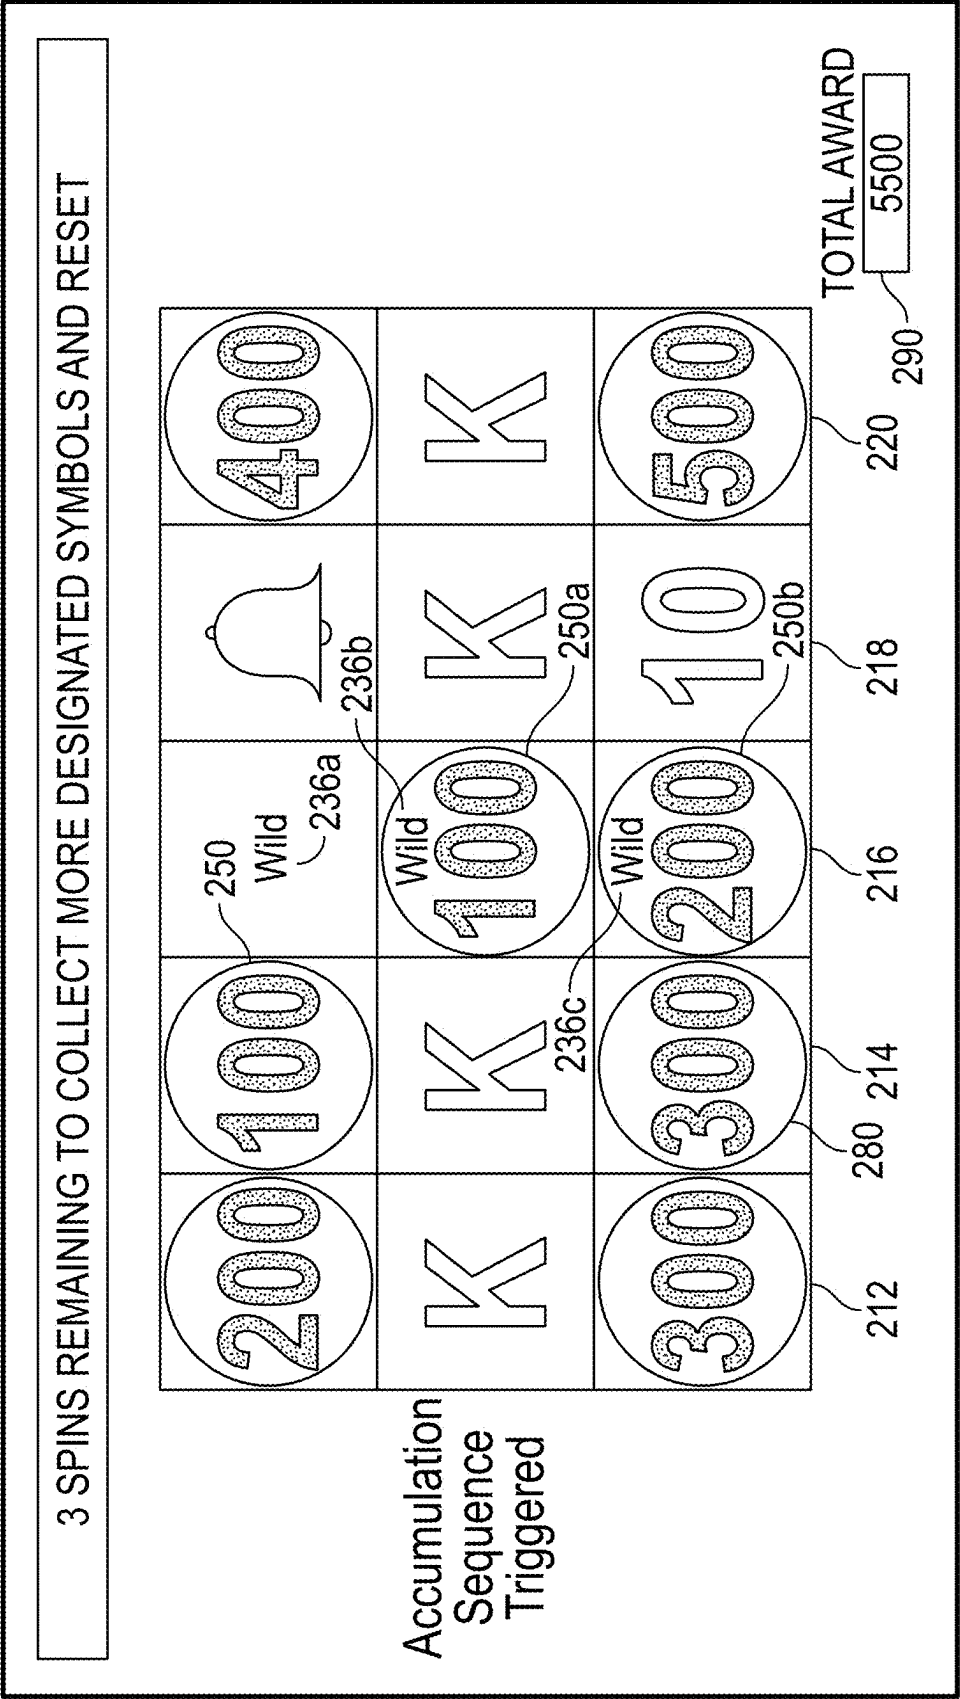 3 SPINS REMAINING TO COLLECT MORE DESIGNATED SYMBOLS AND RESET
Accumulation
Sequence
Triggered
200
100
250
Wild
236a
400
236b
K
K
Wild
100
K
K
250a
236c
300
300
280
Wild
200
10
250b
500
212
214
216
218
220
TOTAL AWARD
5500
290